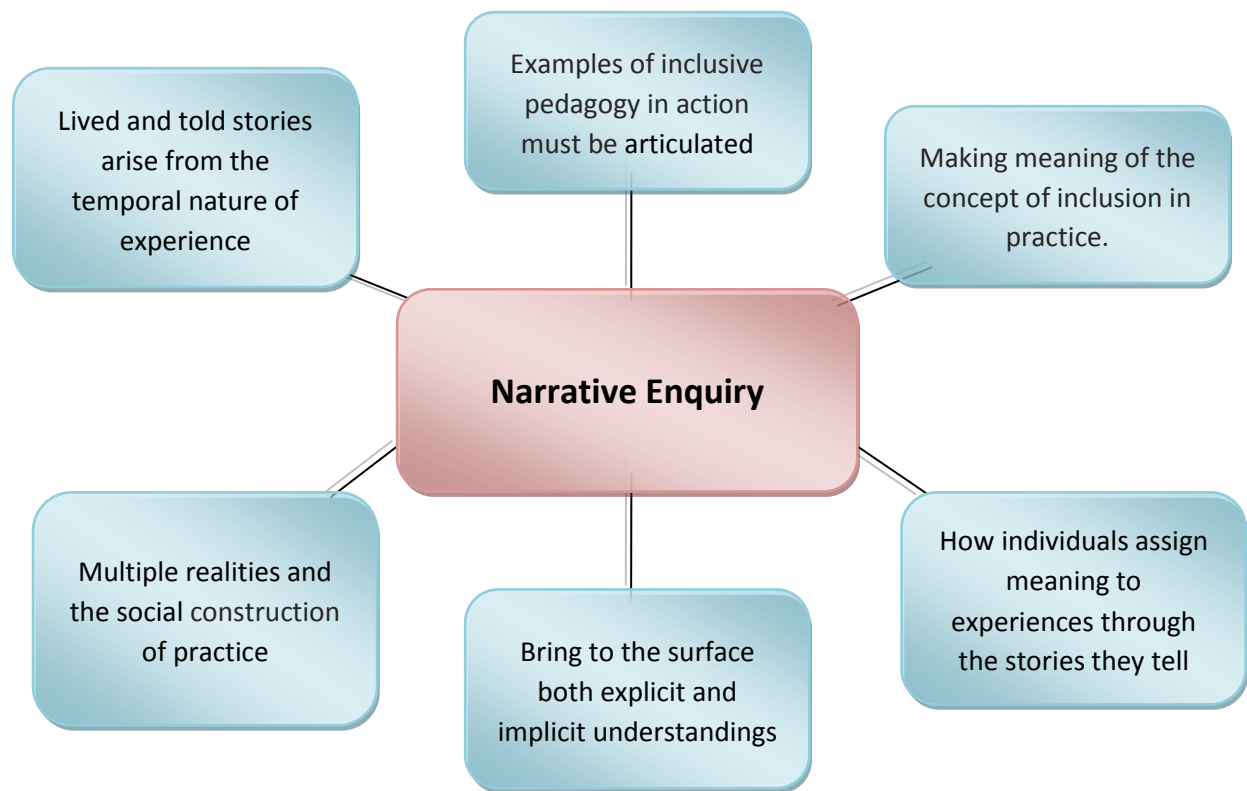 Lived and told stories
arise from the
temporal nature of
experience
Examples of inclusive
pedagogy in action
must be articulated
Making meaning of the
concept of inclusion in
practice.
Narrative Enquiry
Multiple realities and
the social construction
of practice
Bring to the surface
both explicit and
implicit understandings
How individuals assign
meaning to
experiences through
the stories they tell